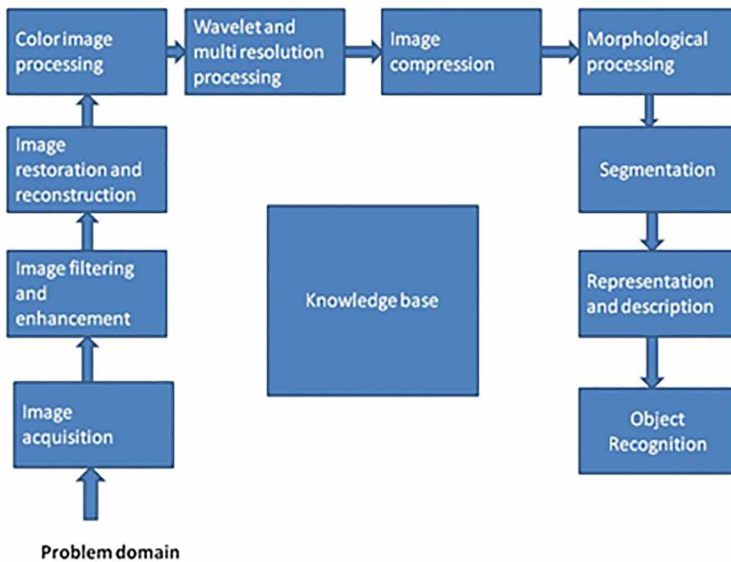 Color image
processing
Wavelet and
multi resolution
processing
Image
compression
Morphological
processing
Image
restoration and
reconstruction
Segmentation
Image filtering
and
enhancement
Knowledge base
Representation
and description
Image
acquisition
Object
Recognition
Problem domain